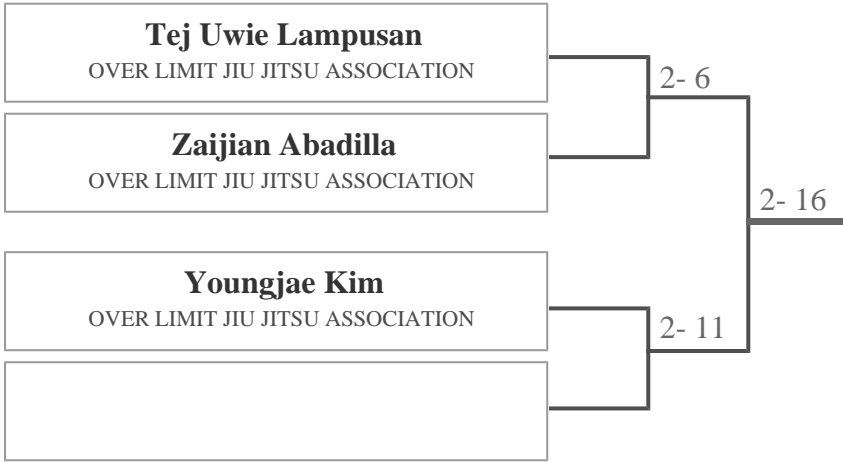 Tej Uwie Lampusan
OVER LIMIT JIU JITSU ASSOCIATION
2- 6
Zaijian Abadilla
OVER LIMIT JIU JITSU ASSOCIATION
2- 16
Youngjae Kim
OVER LIMIT JIU JITSU ASSOCIATION
2- 11